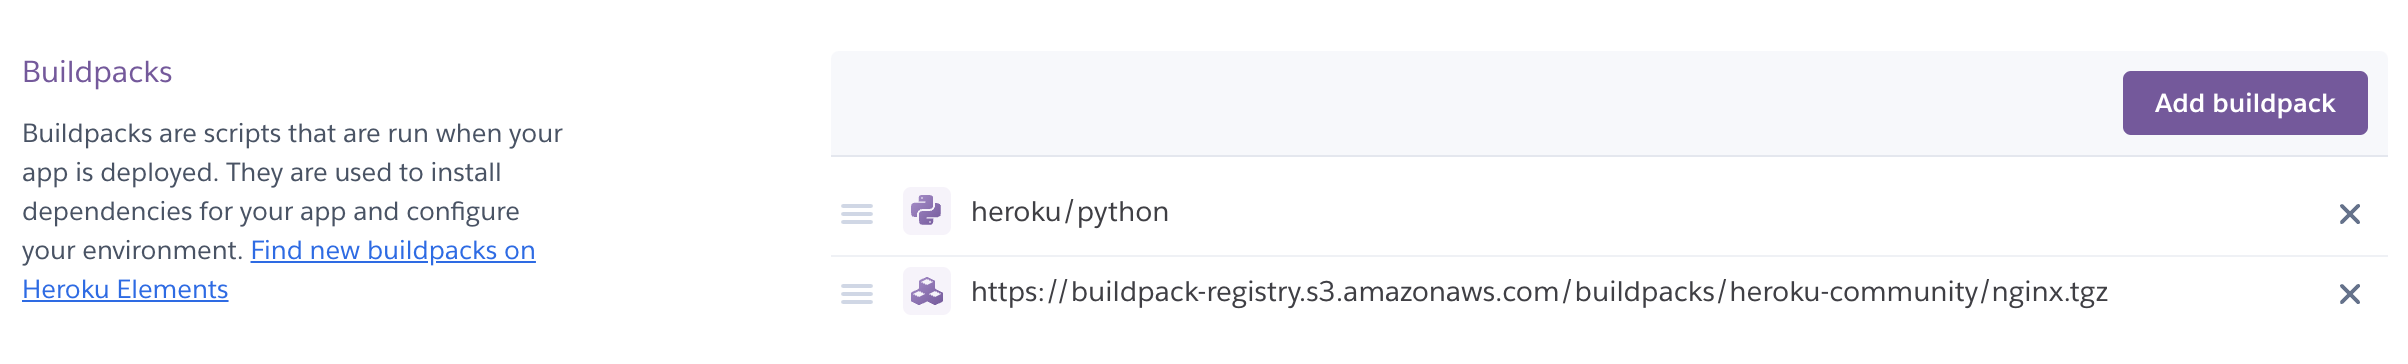 Buildpacks
Buildpacks are scripts that are run when your
app is deployed. They are used to install
dependencies for your app and configure
your environment. Find new buildpacks on
Heroku Elements
Add buildpack
heroku/python
https://buildpack-registry.s3.amazonaws.com/buildpacks/heroku-community/nginx.tgz